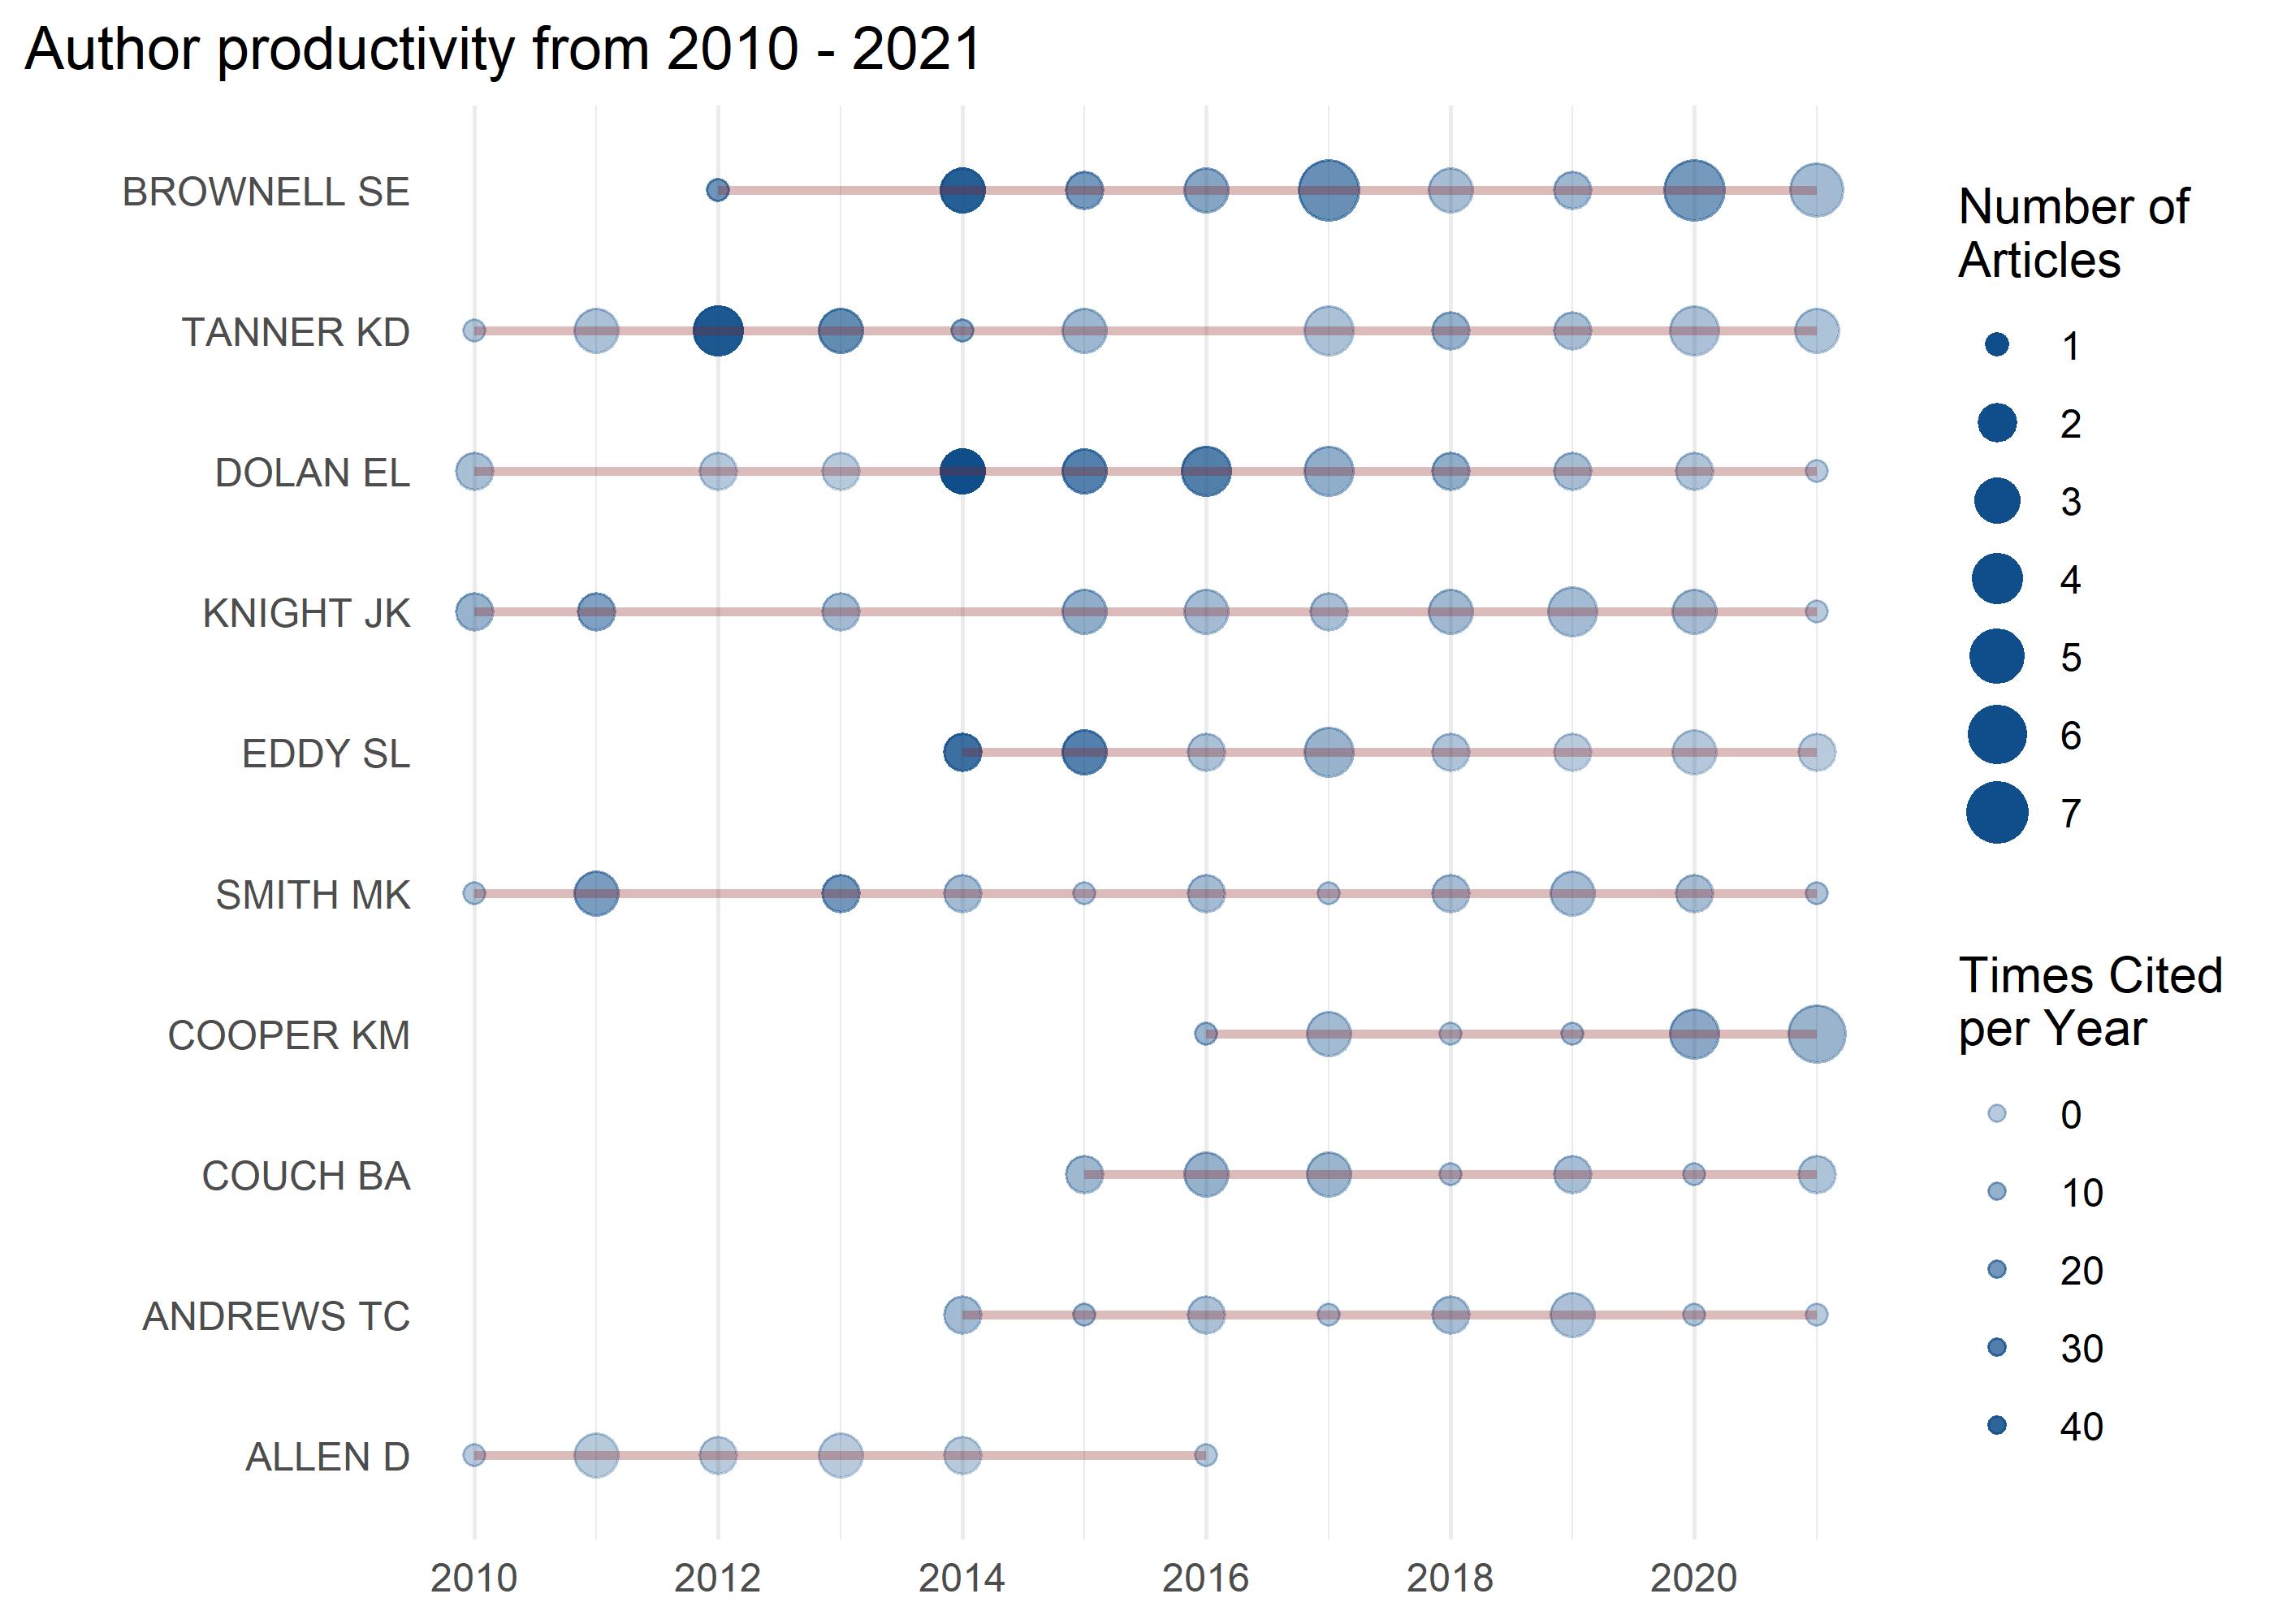 Author productivity from 2010 - 2021
BROWNELL SE
TANNER KD
DOLAN EL
KNIGHT JK
EDDY SL
SMITH MK
COOPER KM
COUCH BA
ANDREWS TC
ALLEN D
2010 2012 2014 2016 2018 2020
Number of
Articles
1
2
3
4
5
6
7
Times Cited
per Year
0
10
20
30
40